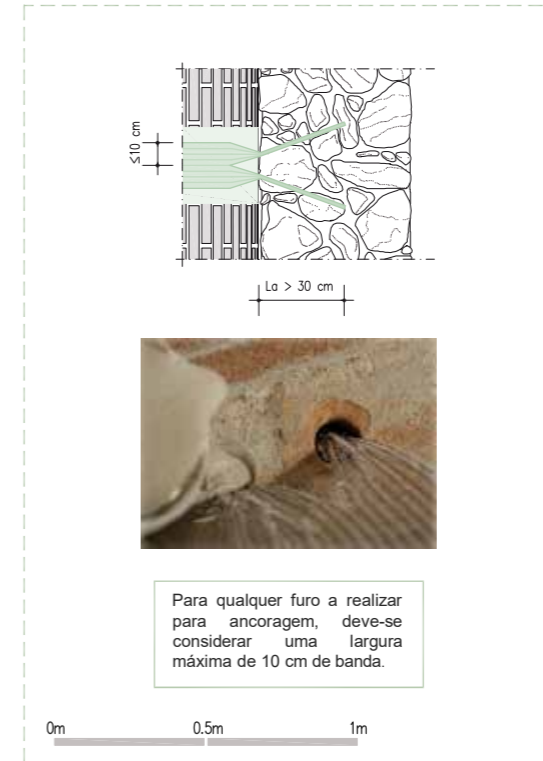 ≤10 cm
La > 30 cm
Para qualquer furo a realizar
para ancoragem, deve-se
considerar uma largura
máxima de 10 cm de banda.
0m 0.5m 1m